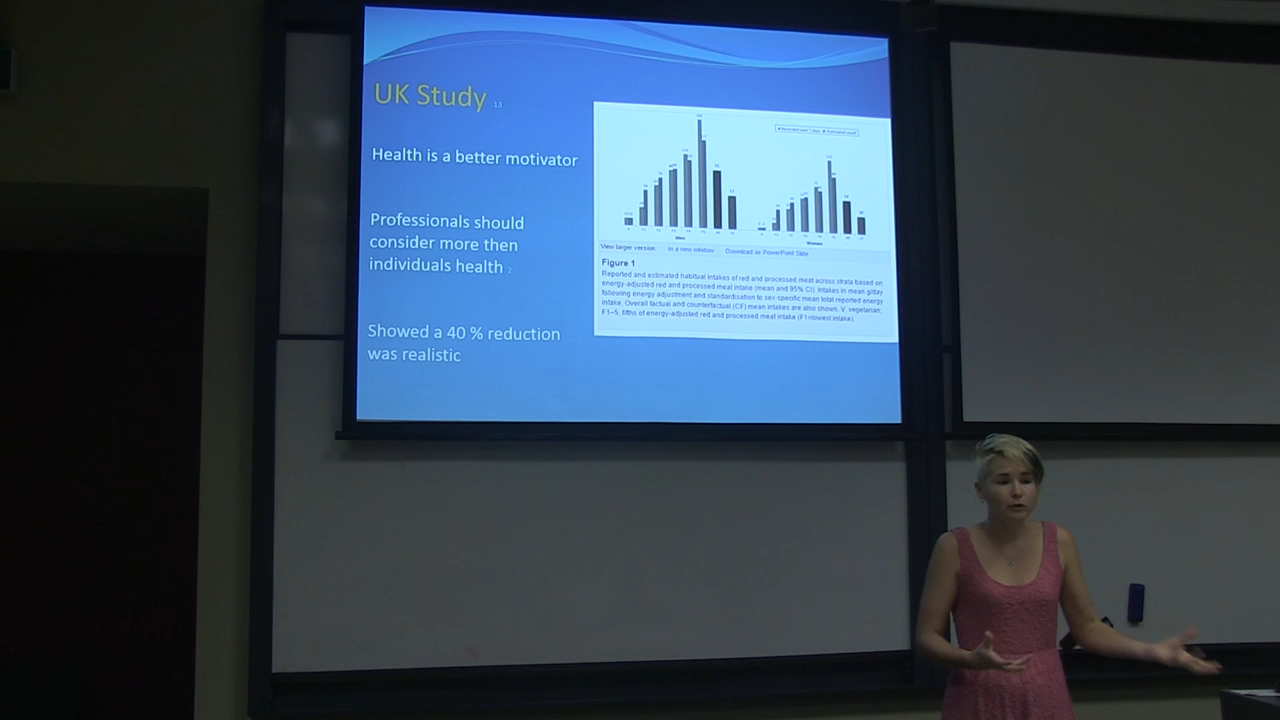 UK Study 13
Health is a better motivator
Professionals should
consider more then
individuals health 2
Showed a 40 % reduction
was realistic
Men
Women
View larger version:
In a new window
Download as PowerPoint Slide
Figure 1
Reported and estimated habitual intakes of red and processed meat across strata based on
energy-adjusted red and processed meat intake (mean and 95% CI). Intakes in mean g/day
following energy adjustment and standardisation to sex-specific mean total reported energy
intake. Overall factual and counterfactual (CF) mean intakes are also shown. V, vegetarian;
F1–5, fifths of energy-adjusted red and processed meat intake (F1=lowest intake)